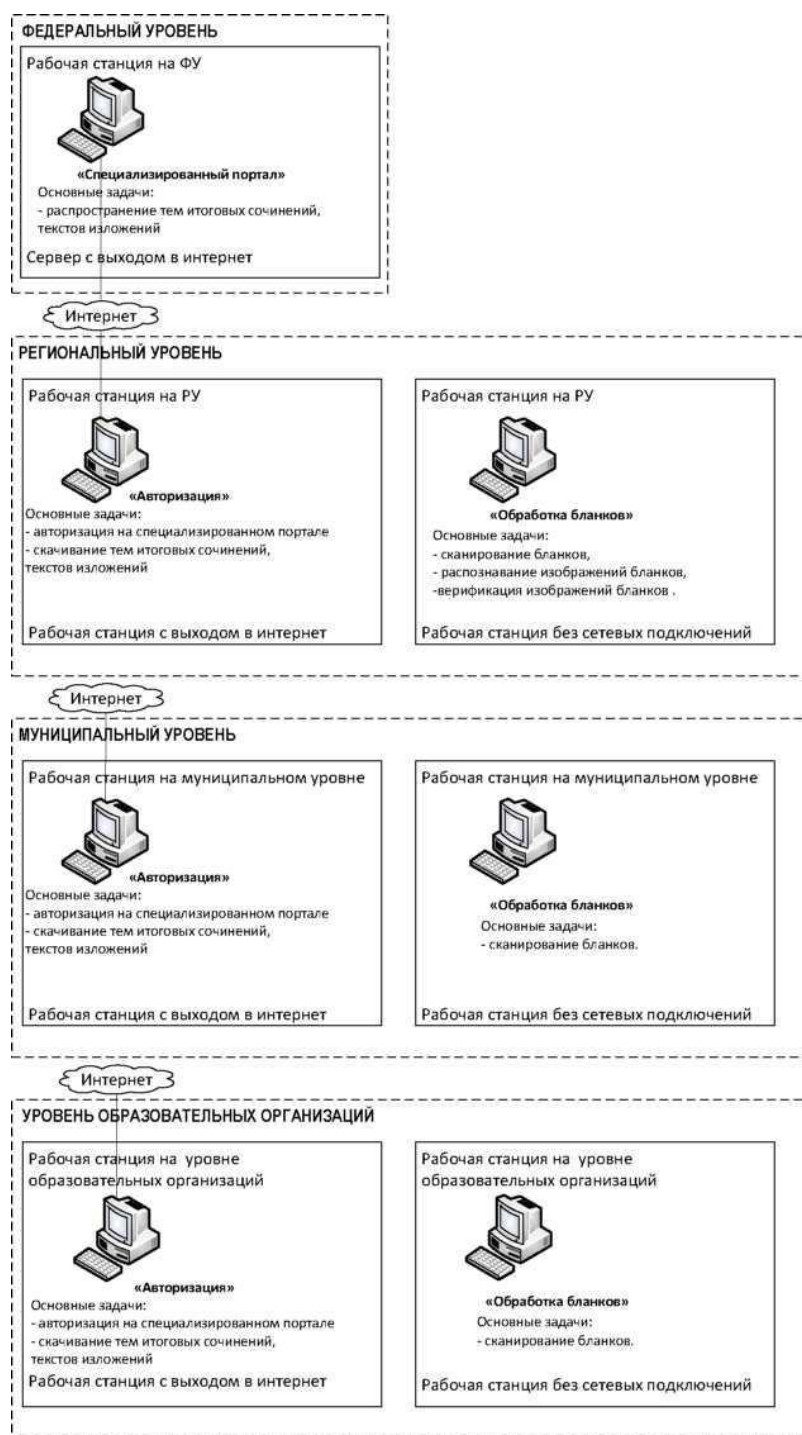 ФЕДЕРАЛЬНЫЙ УРОВЕНЬ
Рабочая станция на ФУ
«Специализированный портал»
Основные задачи:
- распространение тем итоговых сочинений,
текстов изложений
Сервер с выходом в интернет
Интернет
РЕГИОНАЛЬНЫЙ УРОВЕНЬ
Рабочая станция на РУ
«Авторизация»
Основные задачи:
- авторизация на специализированном портале
- скачивание тем итоговых сочинений,
текстов изложений
Рабочая станция с выходом в интернет
Рабочая станция на РУ
«Обработка бланков»
Основные задачи:
- сканирование бланков,
- распознавание изображений бланков,
-верификация изображений бланков .
Рабочая станция без сетевых подключений
Интернет
МУНИЦИПАЛЬНЫЙ УРОВЕНЬ
Рабочая станция на муниципальном уровне
«Авторизация»
Основные задачи:
- авторизация на специализированном портале
- скачивание тем итоговых сочинений,
текстов изложений
Рабочая станция с выходом в интернет
Рабочая станция на муниципальном уровне
«Обработка бланков»
Основные задачи:
- сканирование бланков.
Рабочая станция без сетевых подключений
Интернет
УРОВЕНЬ ОБРАЗОВАТЕЛЬНЫХ ОРГАНИЗАЦИЙ
Рабочая станция на уровне
образовательных организаций
«Авторизация»
Основные задачи:
- авторизация на специализированном портале
- скачивание тем итоговых сочинений,
текстов изложений
Рабочая станция с выходом в интернет
Рабочая станция на уровне
образовательных организаций
«Обработка бланков»
Основные задачи:
- сканирование бланков.
Рабочая станция без сетевых подключений